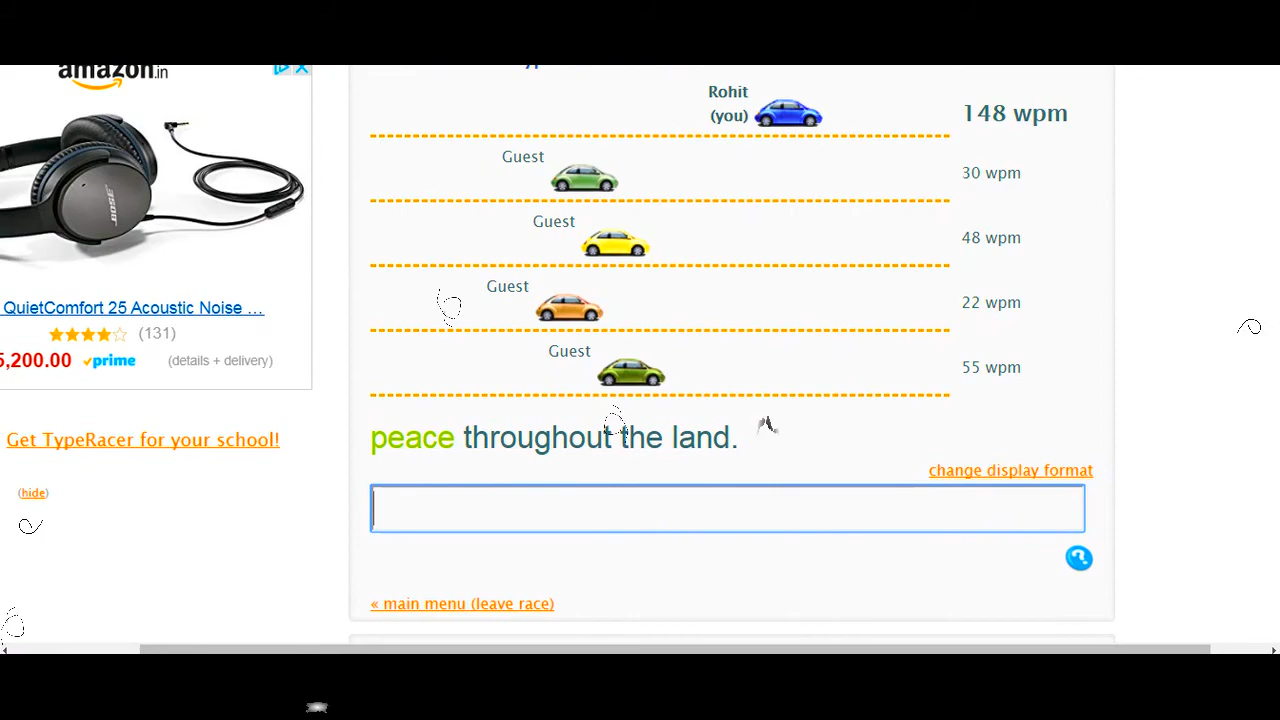 amazon.in
BOSE
QuietComfort 25 Acoustic Noise ...
(131)
5,200.00 prime (details + delivery)
Get TypeRacer for your school!
(hide)
Rohit
(you)
148 wpm
Guest
30 wpm
Guest
48 wpm
Guest
22 wpm
Guest
55 wpm
peace throughout the land.
change display format
?
« main menu (leave race)